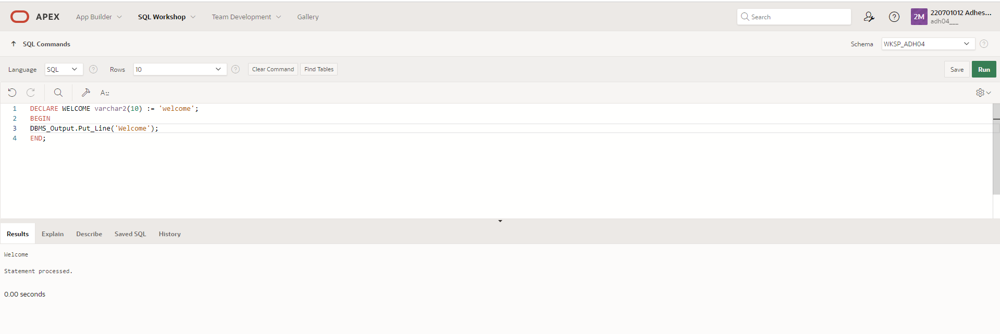 APEX App Builder SQL Workshop Team Development Gallery Search 2M 220701012 Adhes...
adh04___
SQL Commands Schema WKSP_ADH04
Language SQL Rows 10 Clear Command Find Tables Save Run
A
1 DECLARE WELCOME varchar2(10) := 'welcome';
2 BEGIN
3 DBMS_Output.Put_Line('Welcome');
4 END;
Results Explain Describe Saved SQL History
Welcome
Statement processed.
0.00 seconds